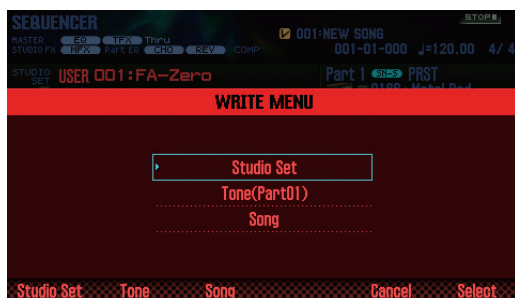 SEQUENCER
STOP■
MASTER EQ TFX Thru
001:NEW SONG
STUDIO FX MFX Part EQ CHO REV COMP
001-01-000 ♩=120.00 4/4
STUDIO SET USER 001:FA-Zero
Part 1 SN-S PRST
WRITE MENU
Studio Set
Tone(Part01)
Song
Studio Set Tone Song Cancel Select